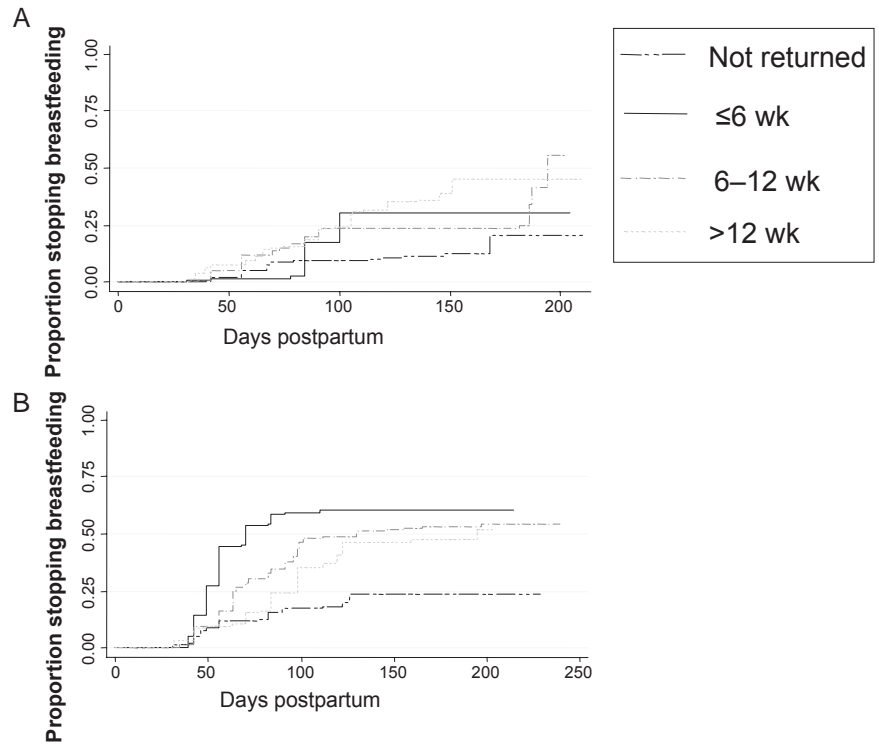 A
Proportion stopping breastfeeding
1.00
0.75
0.50
0.25
0.00
0 50 100 150 200
Days postpartum
Not returned
≤6 wk
6–12 wk
>12 wk
B
Proportion stopping breastfeeding
1.00
0.75
0.50
0.25
0.00
0 50 100 150 200 250
Days postpartum